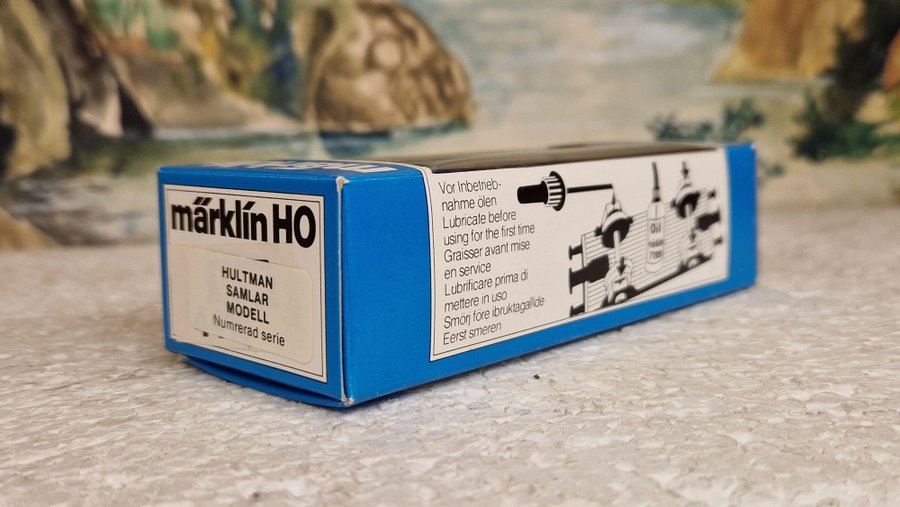 märklin HO
HULTMAN
SAMLAR
MODELL
Numrerad serie
Vor Inbetrieb-
nahme ölen
Lubricate before
using for the first time
Graisser avant mise
en service
Lubrificare prima di
mettere in uso
Smörj före ibruktagande
Eerst smeren
Oil
7199